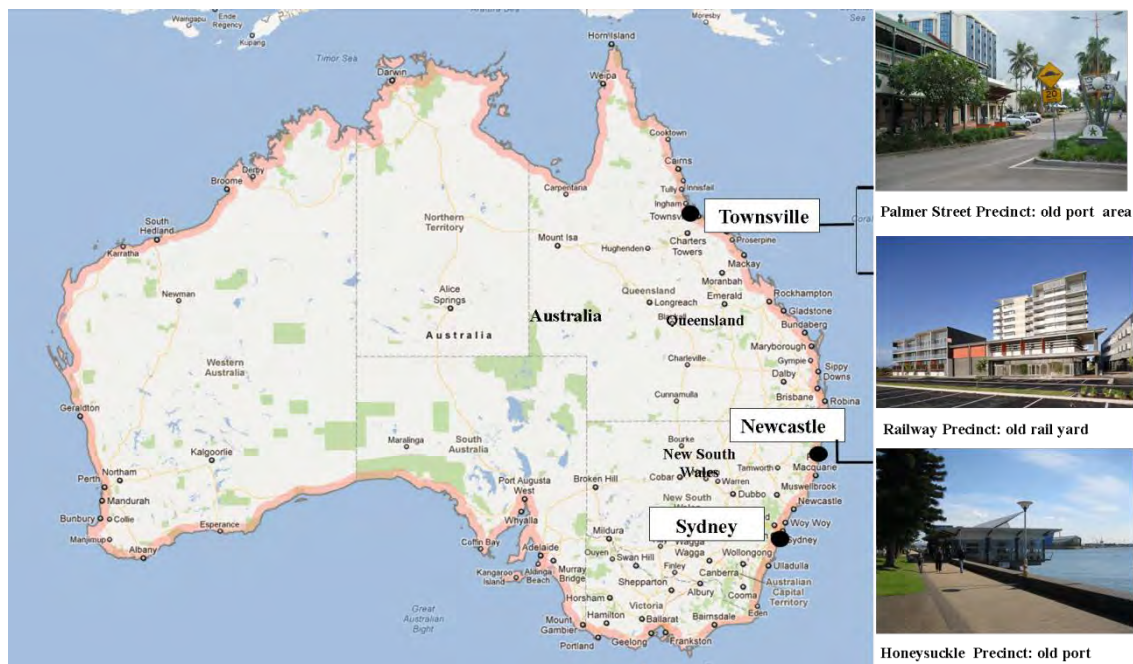 Waingapu
Ende
Regency
Kupang
Moresby
Horn Island
Timor Sea
Darwin
Weipa
Cooktown
Cairns
Tully
Innisfail
Ingham
Townsville
Charters
Towers
Proserpine
Mackay
Moranbah
Carpentaria
Mount Isa
Hughenden
Derby
Broome
South
Hedland
Karratha
Newman
Northern
Territory
Alice
Springs
Australia
Australia
Queensland
Longreach
Emerald
Queensland
Rockhampton
Gladstone
Bundaberg
Maryborough
Gympie
Sippy
Downs
Charleville
Dalby
Brisbane
Robina
Cunnamulla
Western
Australia
Geraldton
Kalgoorlie
Northam
Perth
Mandurah
Bunbury
Collie
Manjimup
Albany
Esperance
Maralinga
South
Australia
Port Augusta
West
Whyalla
Coffin Bay
Adelaide
Kangaroo
Island
Aldinga
Beach
Murray
Bridge
Great
Australian
Bight
Newcastle
Bourke
New South
Wales
Tamworth
Macquarie
Cobar
Warren
Broken Hill
Dubbo
Muswellbrook
Newcastle
New South
Sydney
Woy Woy
Sydney
Mildura
Ouyen
Swan Hill
Wagga
Wagga
Wollongong
Ulladulla
Finley
Canberra
Australian
Capital
Territory
Shepparton
Albury
Cooma
Eden
Horsham
Victoria
Hamilton
Ballarat
Bairnsdale
Mount
Gambier
Portland
Geelong
Frankston
20
Palmer Street Precinct: old port area
Railway Precinct: old rail yard
Honeysuckle Precinct: old port